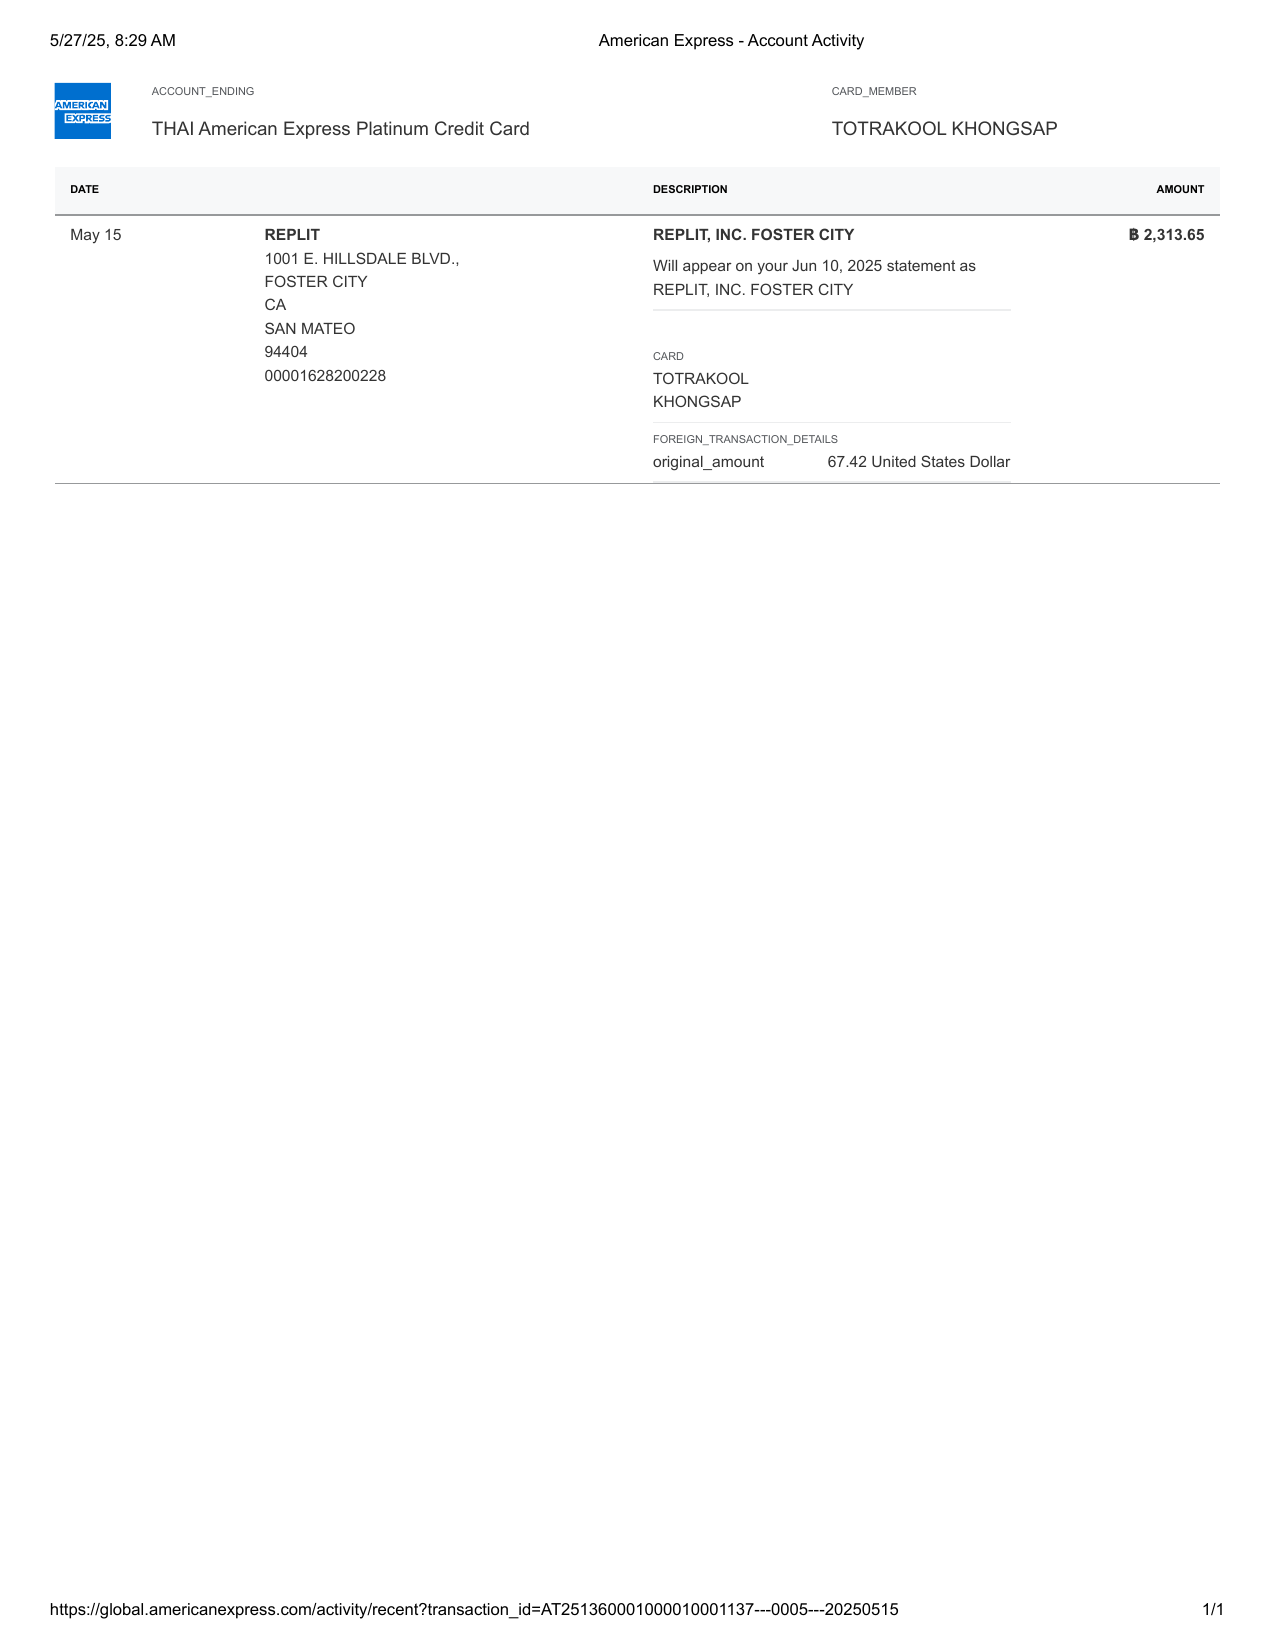 5/27/25, 8:29 AM
American Express - Account Activity
AMERICAN
EXPRESS
ACCOUNT_ENDING
THAI American Express Platinum Credit Card
CARD_MEMBER
TOTRAKOOL KHONGSAP
DATE
DESCRIPTION
AMOUNT
May 15
REPLIT
1001 E. HILLSDALE BLVD.,
FOSTER CITY
CA
SAN MATEO
94404
00001628200228
REPLIT, INC. FOSTER CITY
Will appear on your Jun 10, 2025 statement as
REPLIT, INC. FOSTER CITY
CARD
TOTRAKOOL
KHONGSAP
FOREIGN_TRANSACTION_DETAILS
original_amount 67.42 United States Dollar
฿ 2,313.65
https://global.americanexpress.com/activity/recent?transaction_id=AT251360001000010001137---0005---20250515
1/1